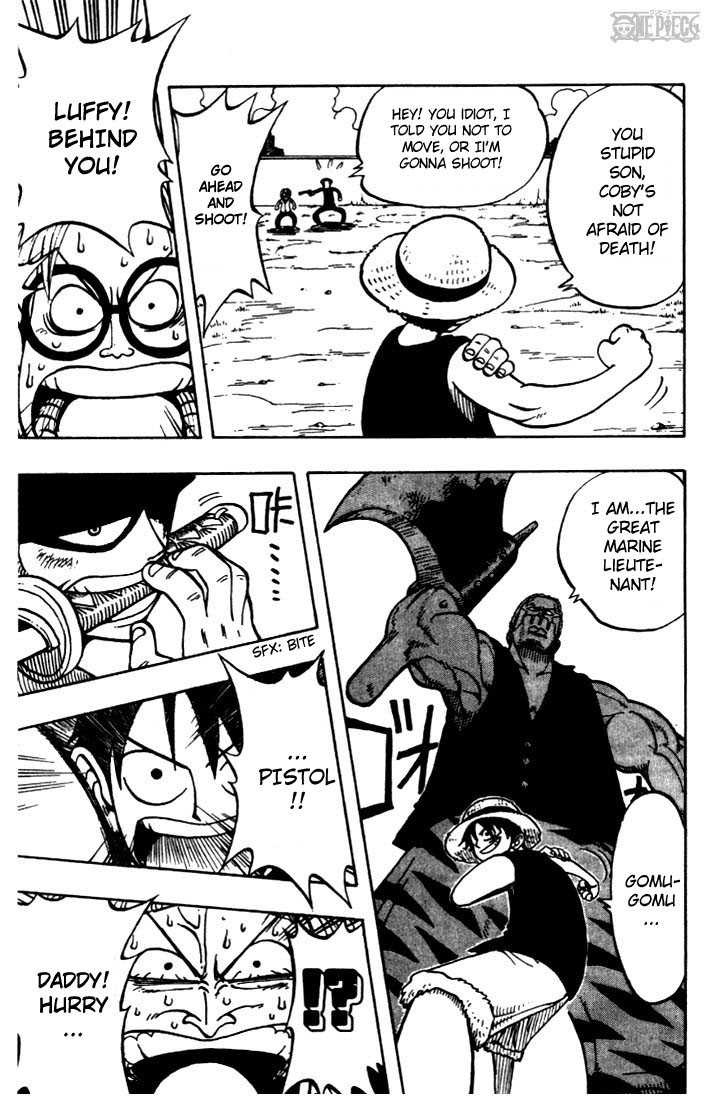 ONE PIECE
YOU
STUPID
SON,
COBY'S
NOT
AFRAID OF
DEATH!
HEY! YOU IDIOT, I
TOLD YOU NOT TO
MOVE, OR II'M
GONNA SHOOT!
GO
AHEAD
AND
SHOOT!
LUFFY!
BEHIND
YOU!
I AM...THE
GREAT
MARINE
LIEUTE-
NANT!
GOMU-
GOMU
...
咋
......
SFX: BITE
...
PISTOL
!!
DADDY!
HURRY
...
!?